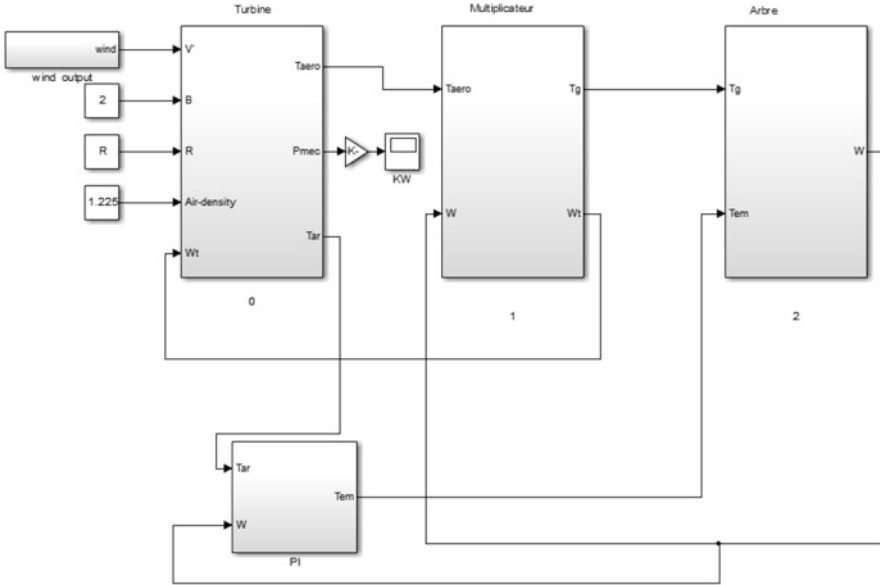 Turbine
Multiplicateur
Arbre
wind
wind output
2
R
1.225
V'
B
R
Air-density
Wt
Taero
Pmec
Tar
K-
KW
Taero
W
Tg
Wt
Tg
Tem
W
0
1
2
Tar
W
Tem
PI